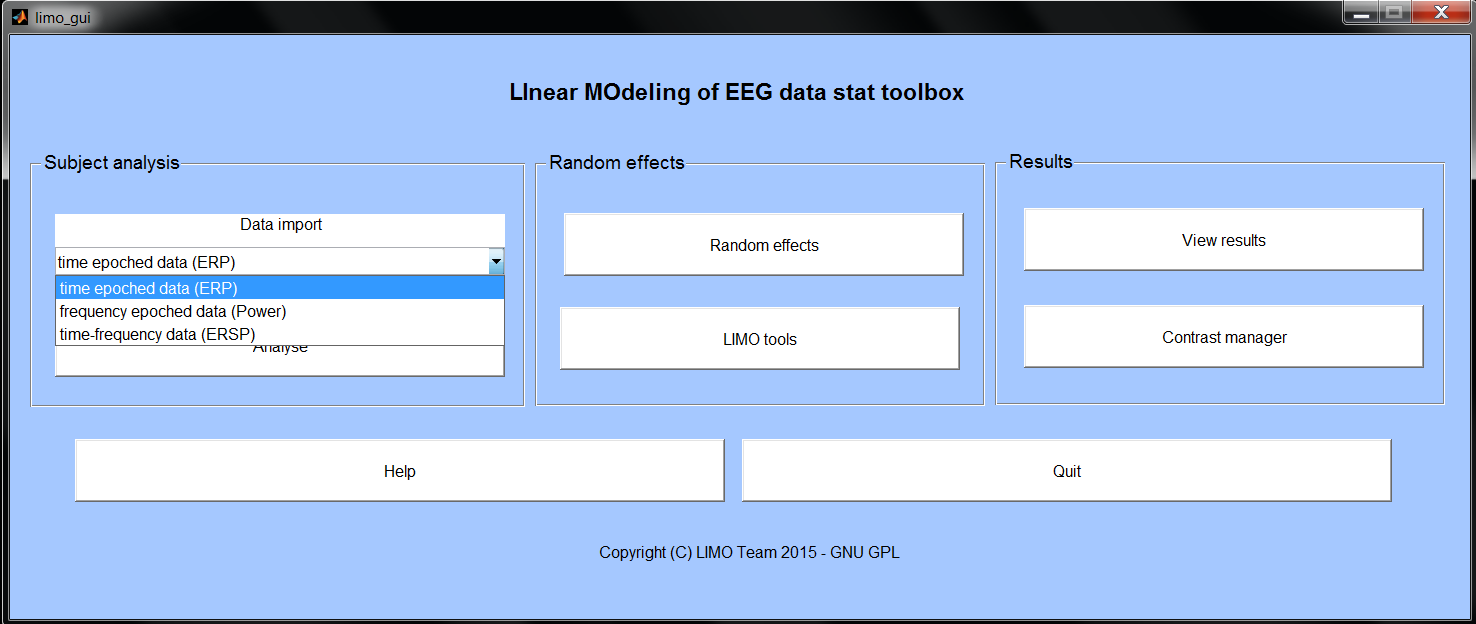 limo_gui
LInear MOdeling of EEG data stat toolbox
Subject analysis
Data import
time epoched data (ERP)
time epoched data (ERP)
frequency epoched data (Power)
time-frequency data (ERSP)
Analyse
Random effects
Random effects
LIMO tools
Results
View results
Contrast manager
Help
Quit
Copyright (C) LIMO Team 2015 - GNU GPL